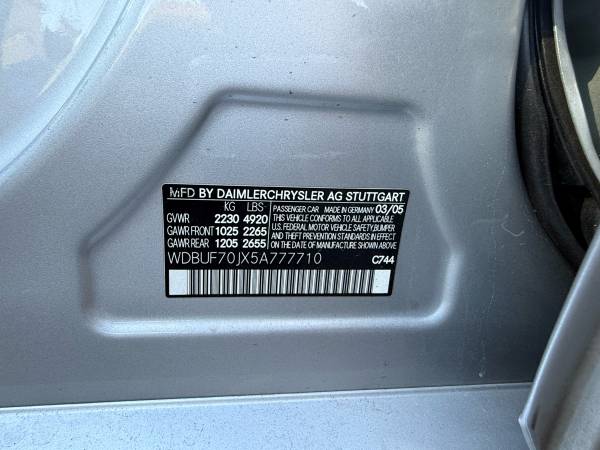 MFD BY DAIMLERCHRYSLER AG STUTTGART
KG LBS
GVWR 2230 4920
GAWR FRONT 1025 2265
GAWR REAR 1205 2655
PASSENGER CAR MADE IN GERMANY 03/05
THIS VEHICLE CONFORMS TO ALL APPLICABLE
U.S. FEDERAL MOTOR VEHICLE SAFETY, BUMPER
AND THEFT PREVENTION STANDARDS IN EFFECT
ON THE DATE OF MANUFACTURE SHOWN ABOVE
WDBUF70JX5A777710
C744